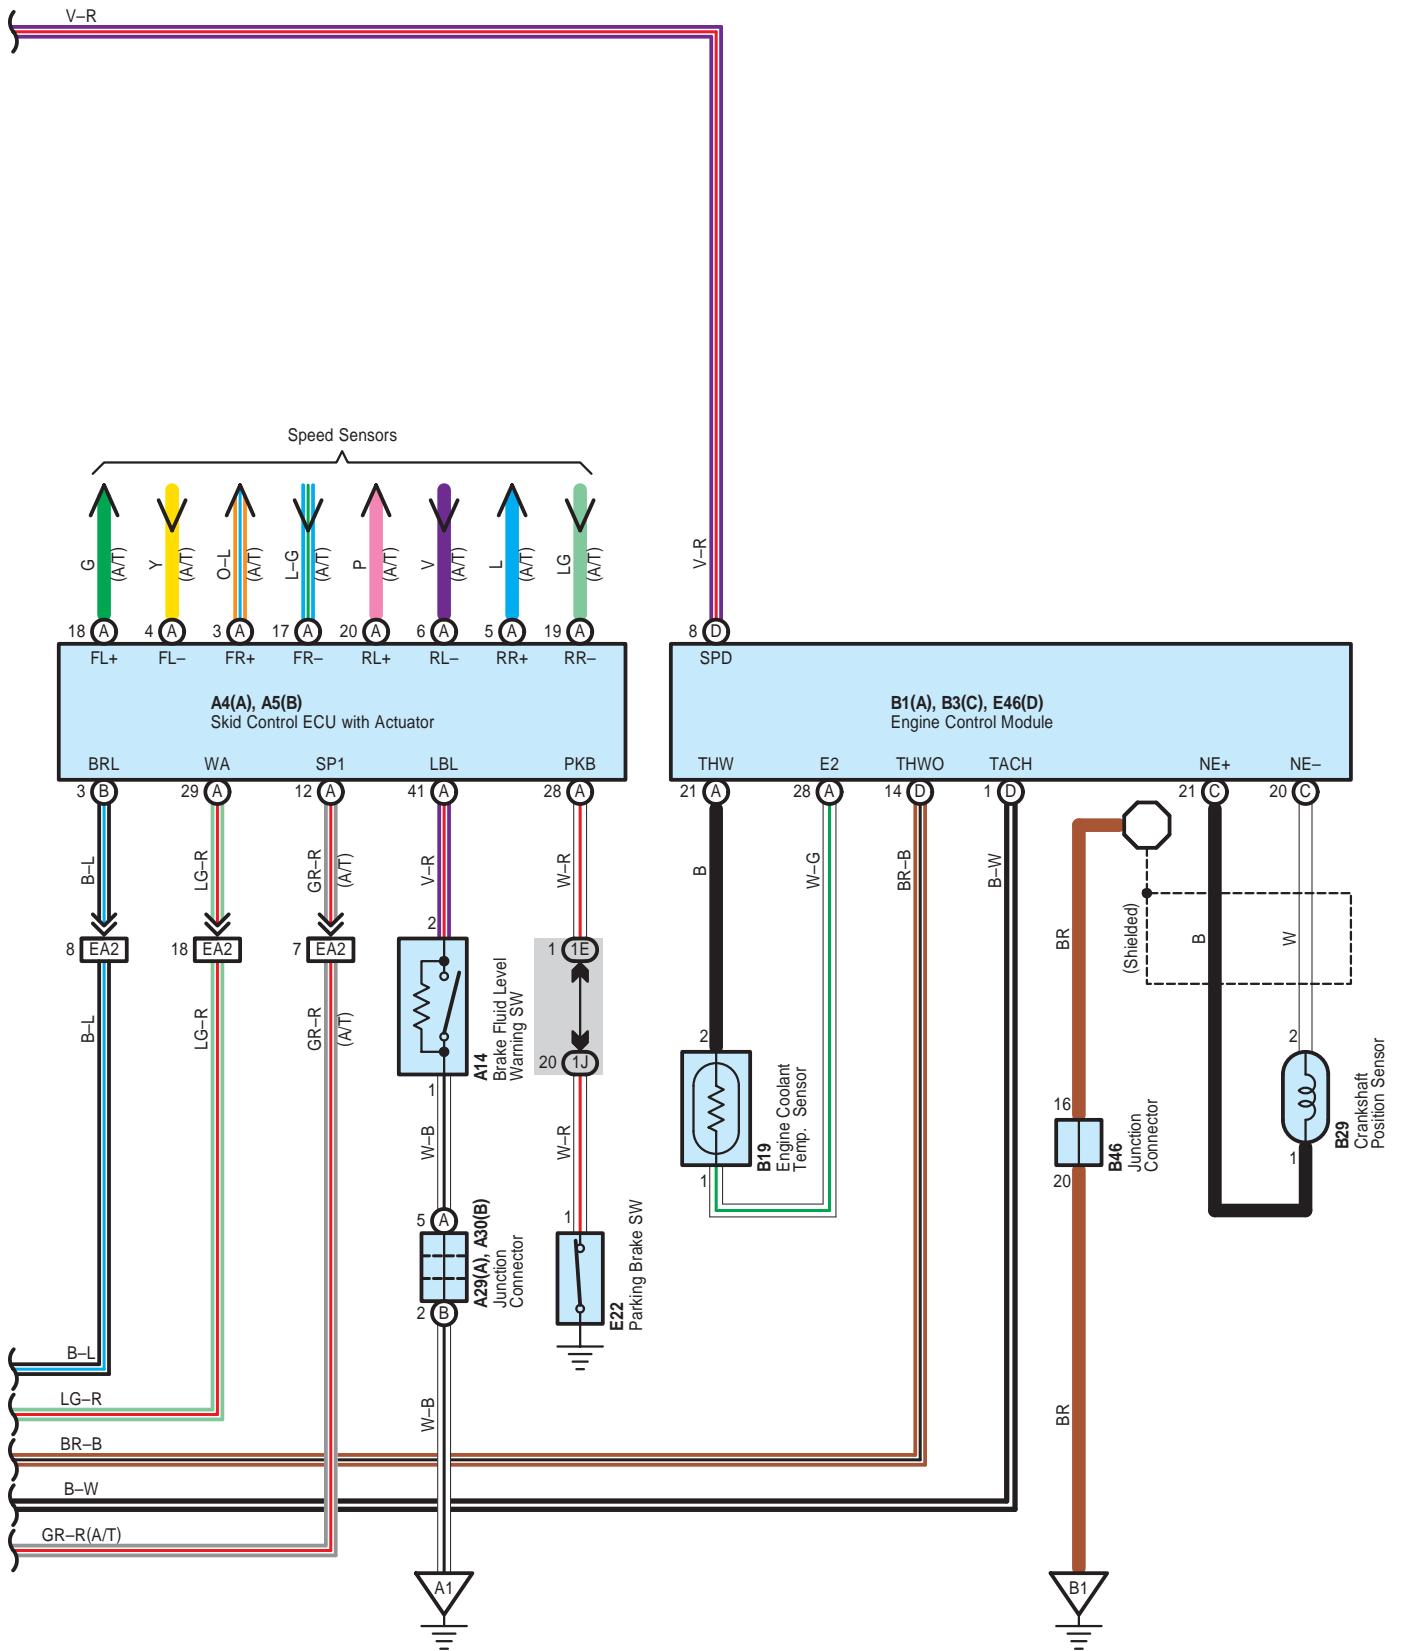 V–R
Speed Sensors
G
(A/T)
Y
(A/T)
O–L
(A/T)
L–G
(A/T)
P
(A/T)
V
(A/T)
L
(A/T)
LG
(A/T)
V–R
18 A
4 A
3 A
17 A
20 A
6 A
5 A
19 A
8 D
FL+
FL–
FR+
FR–
RL+
RL–
RR+
RR–
SPD
A4(A), A5(B)
Skid Control ECU with Actuator
B1(A), B3(C), E46(D)
Engine Control Module
BRL
WA
SP1
LBL
PKB
THW
E2
THWO
TACH
NE+
NE–
3 B
29 A
12 A
41 A
28 A
21 A
28 A
14 D
1 D
21 C
20 C
B–L
LG–R
GR–R
(A/T)
V–R
W–R
B
W–G
BR–B
B–W
BR
(Shielded)
B
W
8 EA2
18 EA2
7 EA2
2
1 1E
20 1J
B–L
LG–R
GR–R
(A/T)
A14
Brake Fluid Level
Warning SW
1
2
B19
Engine Coolant
Temp. Sensor
1
16
B46
Junction
Connector
20
2
B29
Crankshaft
Position Sensor
1
W–B
W–R
5 A
A29(A), A30(B)
Junction
Connector
2 B
1
E22
Parking Brake SW
B–L
LG–R
BR–B
B–W
GR–R(A/T)
W–B
BR
A1
B1